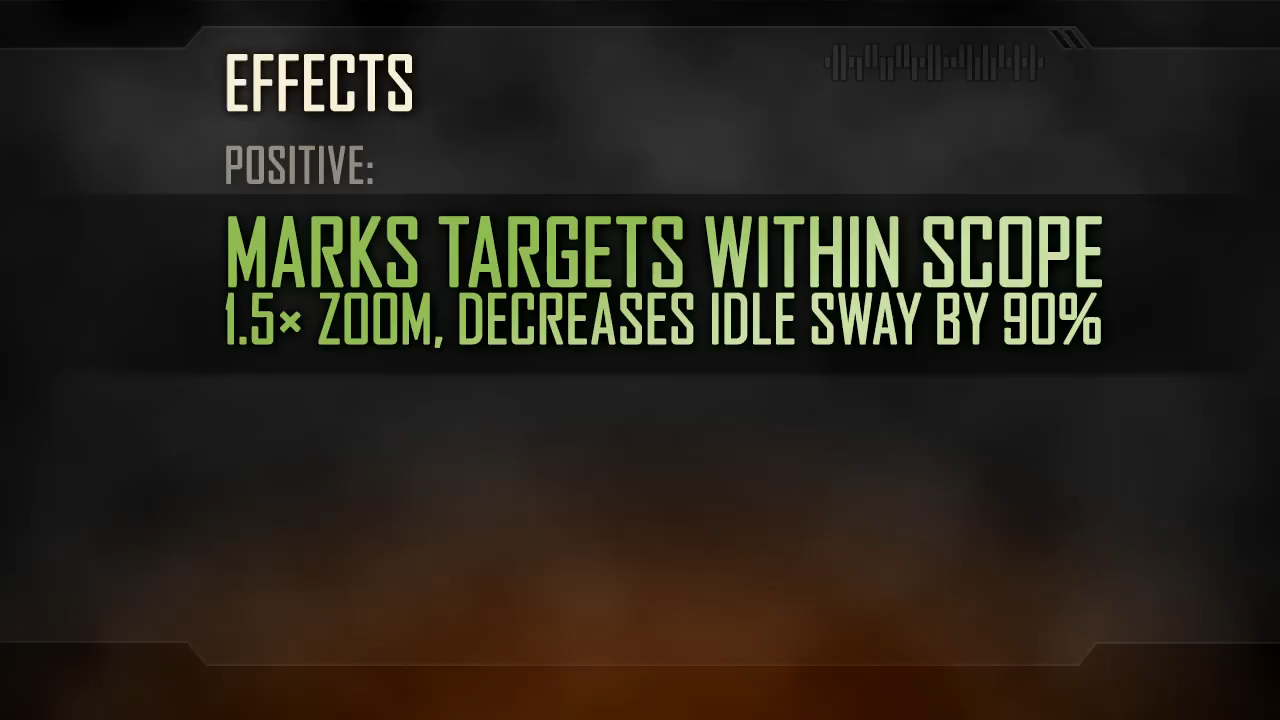 EFFECTS
POSITIVE:
MARKS TARGETS WITHIN SCOPE
1.5× ZOOM, DECREASES IDLE SWAY BY 90%